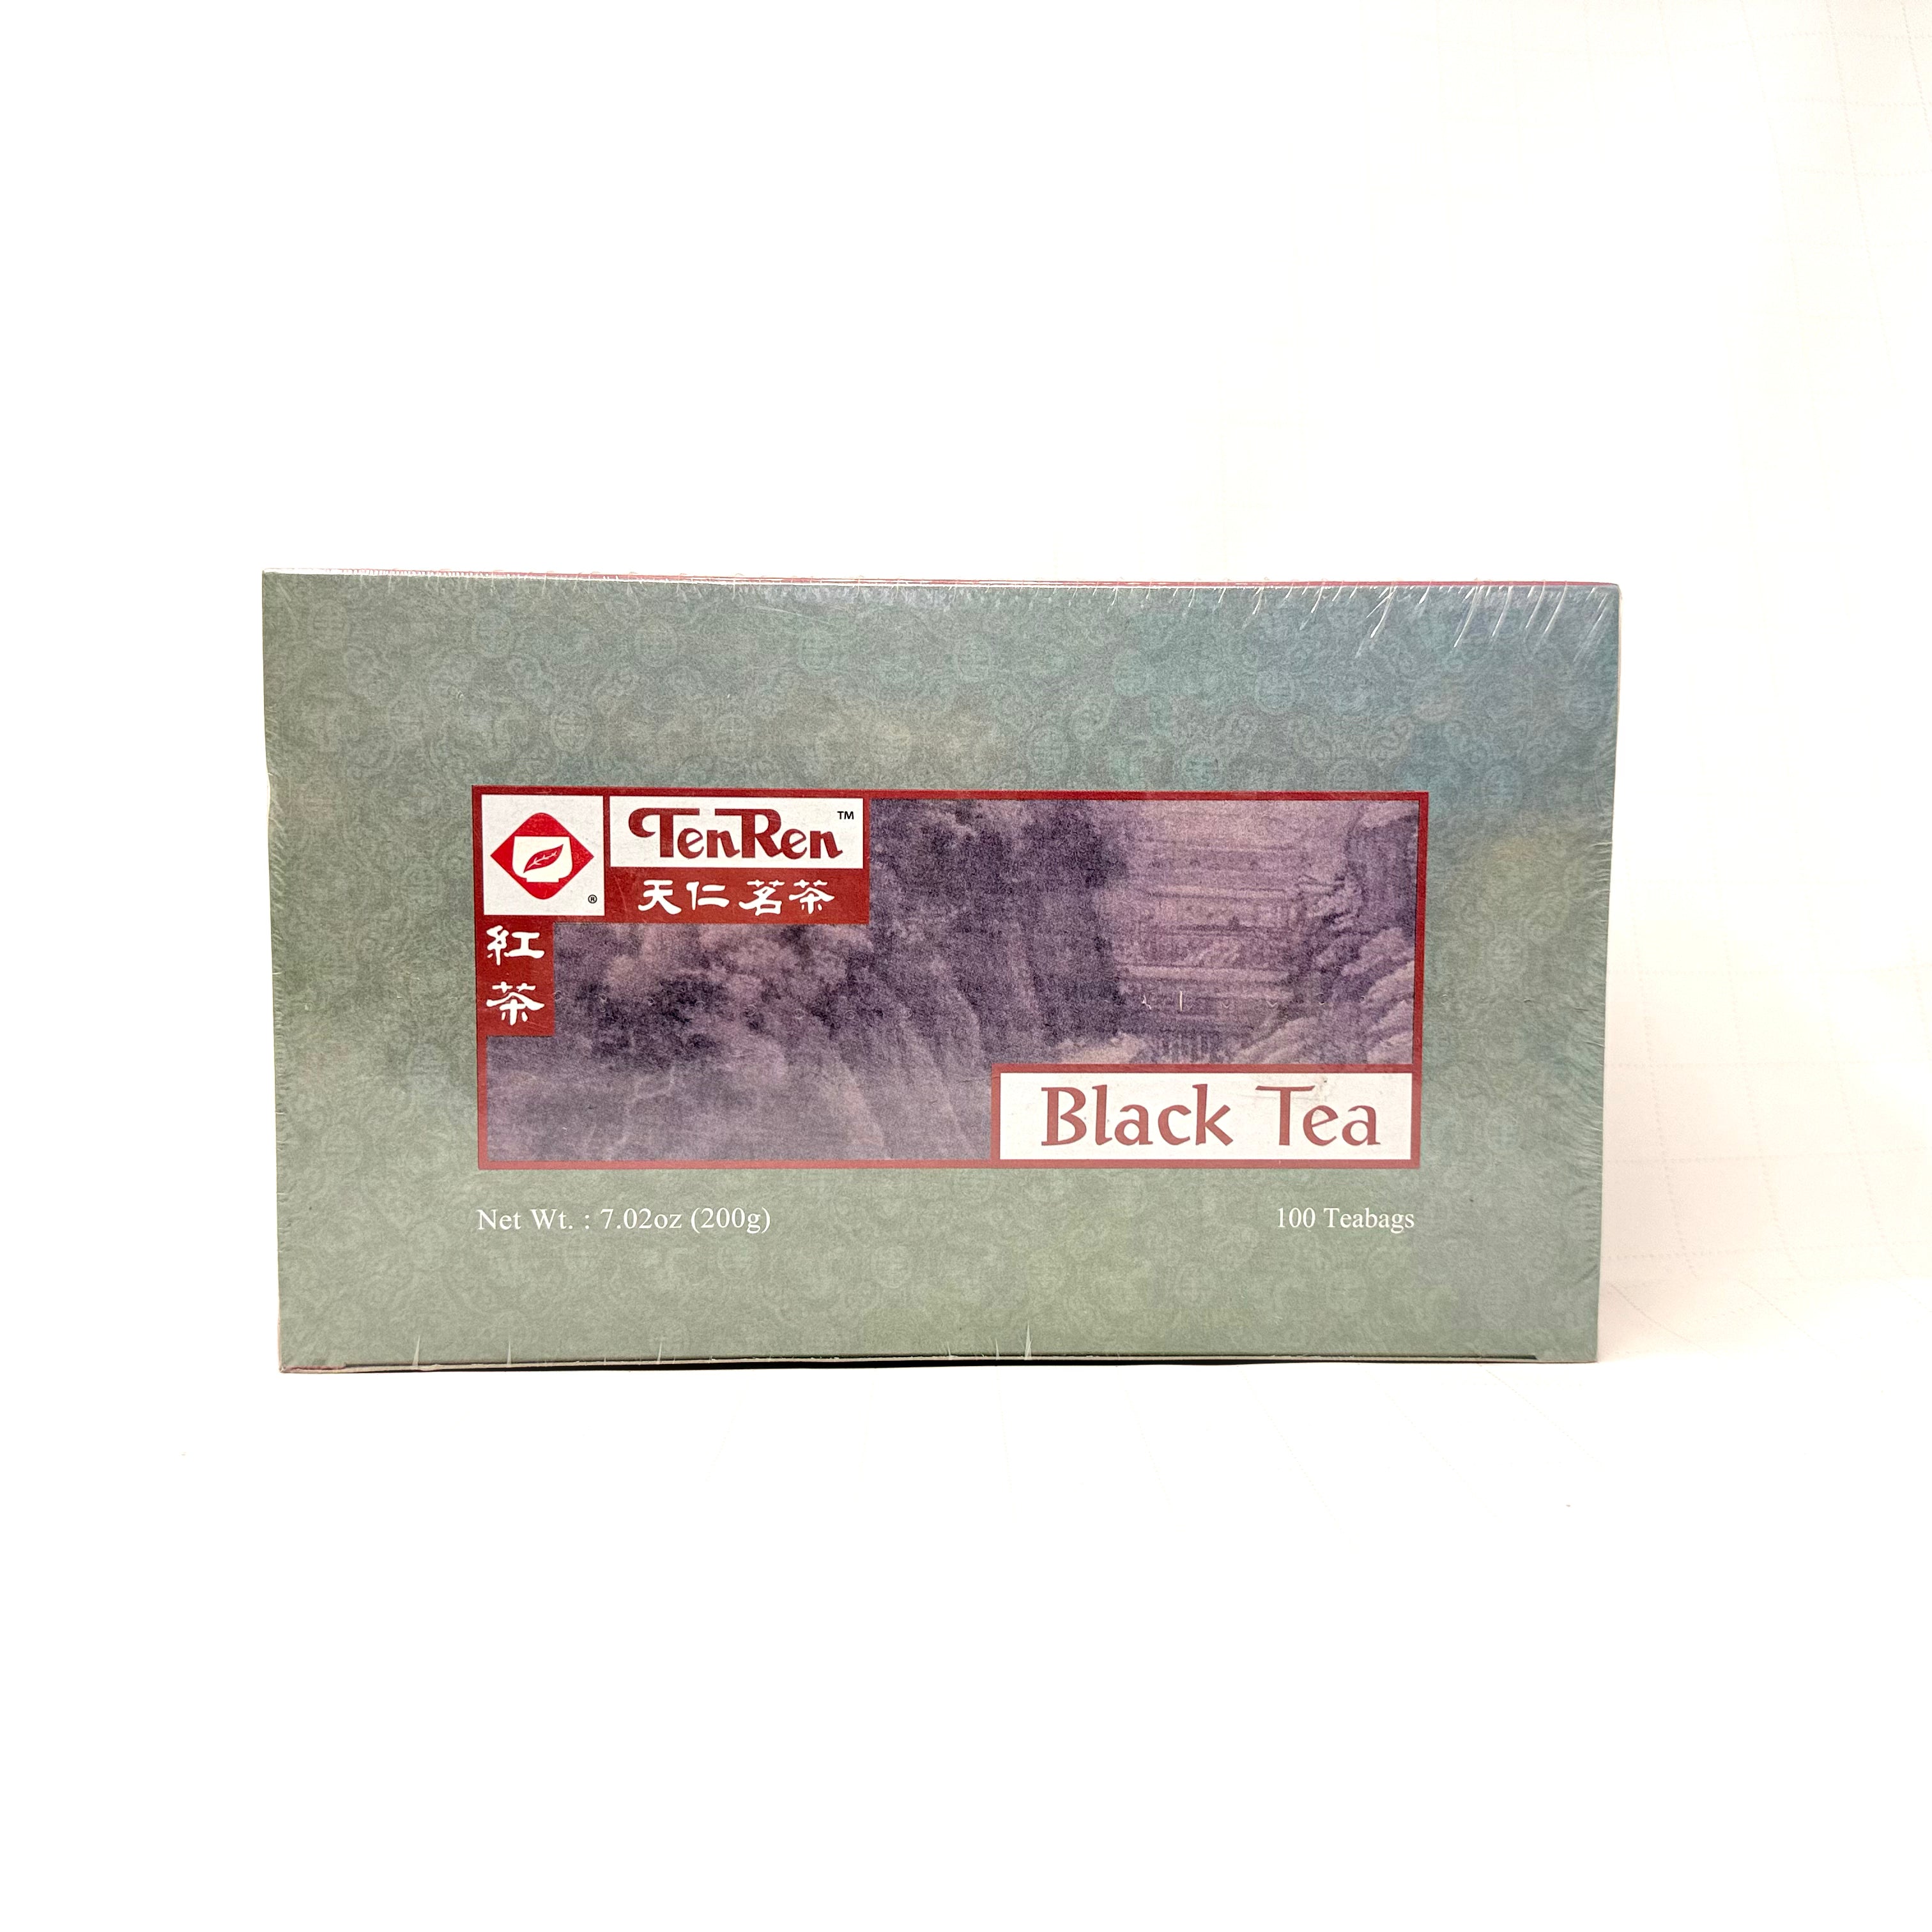 TenRen™
®
天仁茗茶
紅茶
Black Tea
Net Wt. : 7.02oz (200g)
100 Teabags